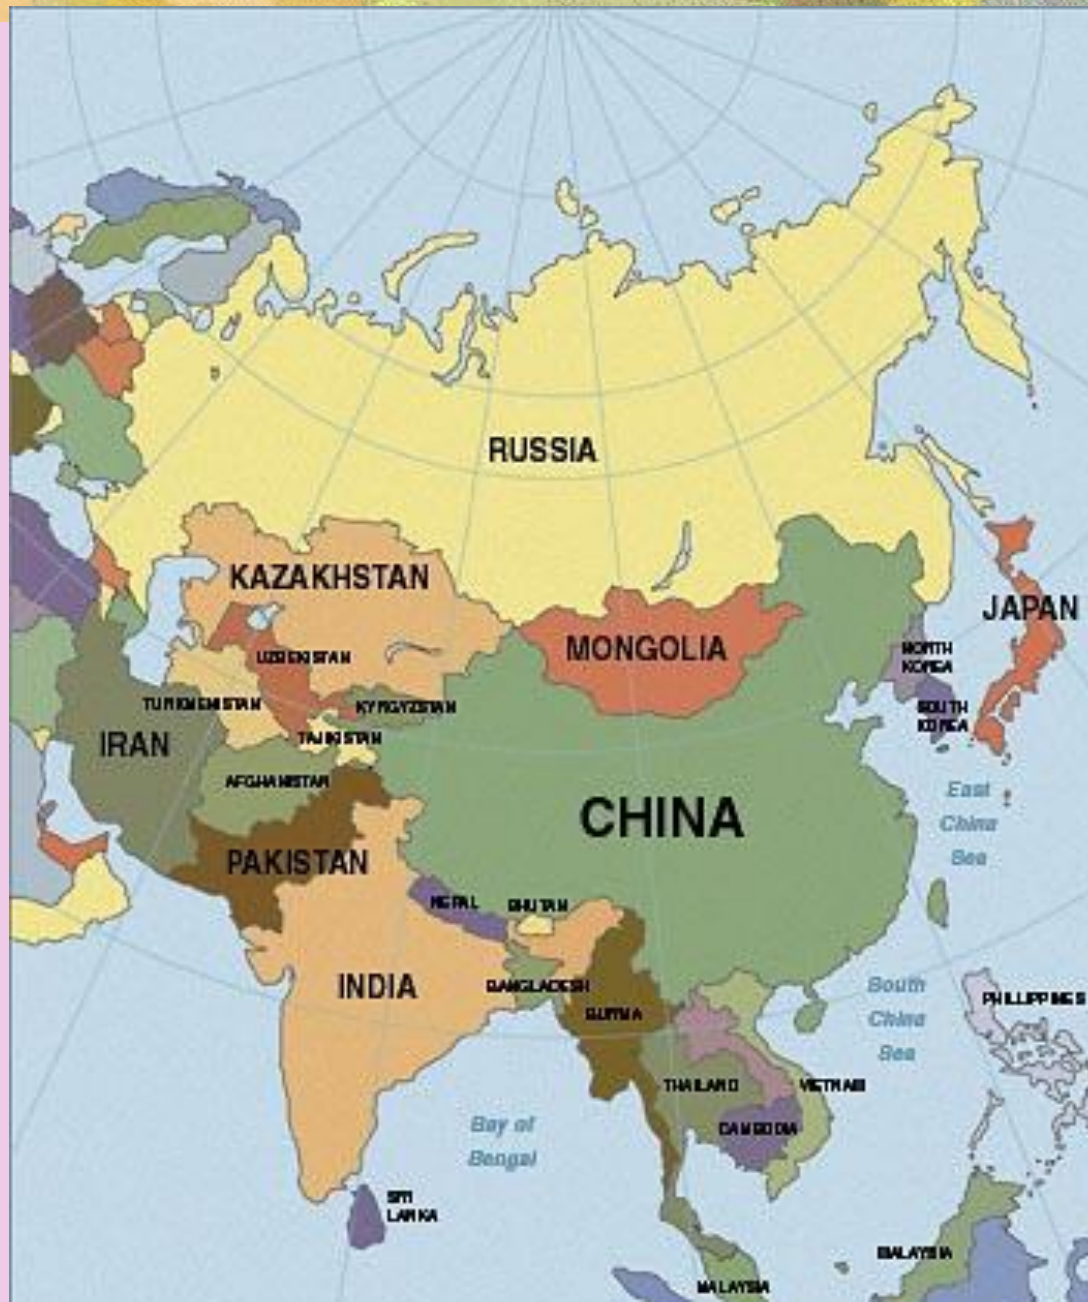 RUSSIA
KAZAKHSTAN
JAPAN
MONGOLIA
NORTH
KOREA
UZBEKISTAN
TURKMENISTAN
KYRGYZSTAN
SOUTH
KOREA
TAJIKISTAN
IRAN
AFGHANISTAN
East
China
Sea
CHINA
PAKISTAN
NEPAL
BHUTAN
INDIA
BANGLADESH
South
China
Sea
PHILLIPPINES
BURMA
THAILAND
VIETNAM
CAMBODIA
Bay of
Bengal
SRI
LANKA
MALAYSIA
MALAYSIA